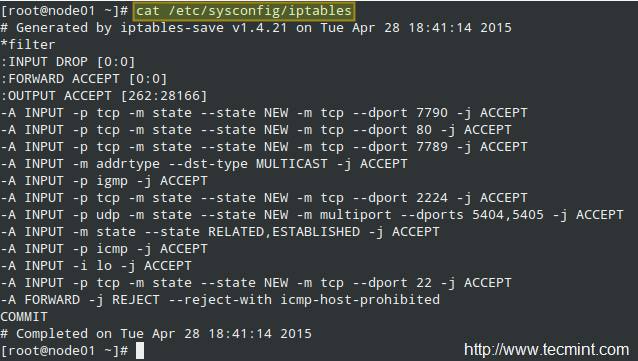 [root@node01 ~]# cat /etc/sysconfig/iptables
# Generated by iptables-save v1.4.21 on Tue Apr 28 18:41:14 2015
*filter
:INPUT DROP [0:0]
:FORWARD ACCEPT [0:0]
:OUTPUT ACCEPT [262:28166]
-A INPUT -p tcp -m state --state NEW -m tcp --dport 7790 -j ACCEPT
-A INPUT -p tcp -m state --state NEW -m tcp --dport 80 -j ACCEPT
-A INPUT -p tcp -m state --state NEW -m tcp --dport 7789 -j ACCEPT
-A INPUT -m addrtype --dst-type MULTICAST -j ACCEPT
-A INPUT -p igmp -j ACCEPT
-A INPUT -p tcp -m state --state NEW -m tcp --dport 2224 -j ACCEPT
-A INPUT -p udp -m state --state NEW -m multiport --dports 5404,5405 -j ACCEPT
-A INPUT -m state --state RELATED,ESTABLISHED -j ACCEPT
-A INPUT -p icmp -j ACCEPT
-A INPUT -i lo -j ACCEPT
-A INPUT -p tcp -m state --state NEW -m tcp --dport 22 -j ACCEPT
-A FORWARD -j REJECT --reject-with icmp-host-prohibited
COMMIT
# Completed on Tue Apr 28 18:41:14 2015
[root@node01 ~]#
http://www.tecmint.com